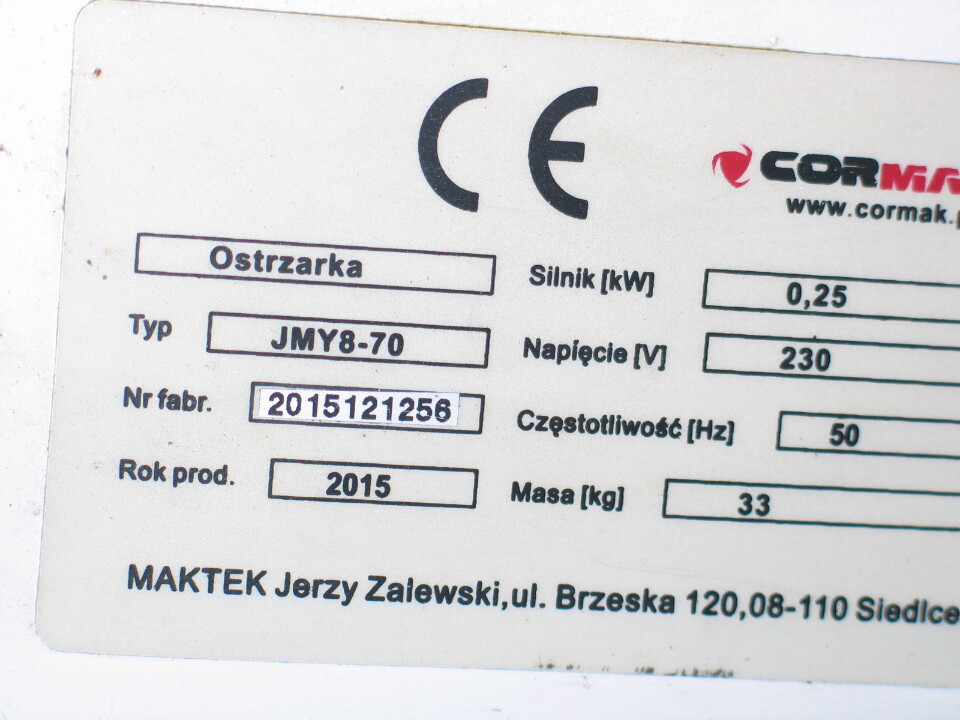 CE
CORMA
www.cormak.p
Ostrzarka
Typ JMY8-70
Nr fabr. 2015121256
Rok prod. 2015
Silnik [kW] 0,25
Napięcie [V] 230
Częstotliwość [Hz] 50
Masa [kg] 33
MAKTEK Jerzy Zalewski,ul. Brzeska 120,08-110 Siedlce